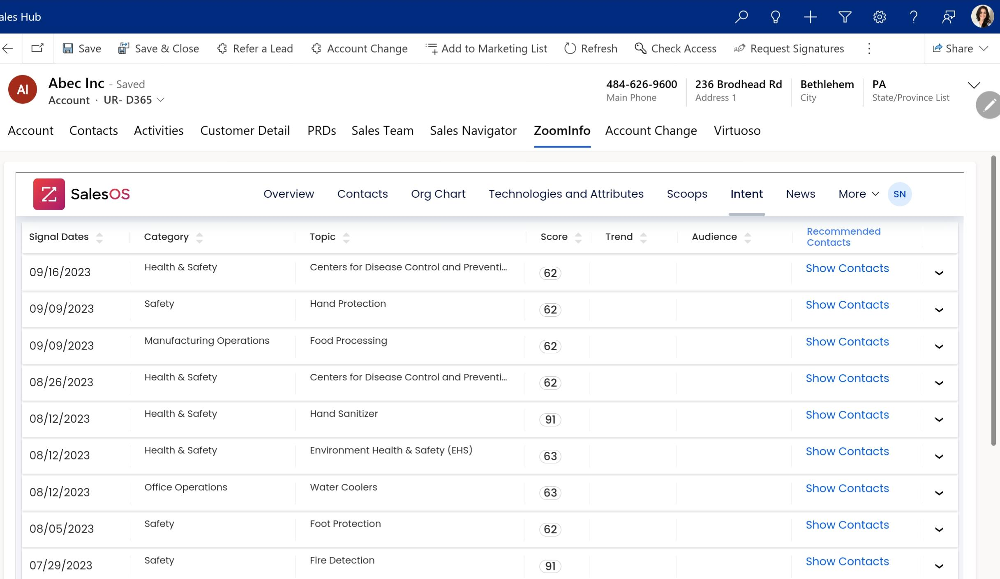 ales Hub
Save
Save & Close
Refer a Lead
Account Change
Add to Marketing List
Refresh
Check Access
Request Signatures
Share
AI
Abec Inc - Saved
Account · UR- D365
484-626-9600
Main Phone
236 Brodhead Rd
Address 1
Bethlehem
City
PA
State/Province List
Account
Contacts
Activities
Customer Detail
PRDs
Sales Team
Sales Navigator
ZoomInfo
Account Change
Virtuoso
SalesOS
Overview
Contacts
Org Chart
Technologies and Attributes
Scoops
Intent
News
More
SN
Signal Dates
Category
Topic
Score
Trend
Audience
Recommended
Contacts
09/16/2023 Health & Safety Centers for Disease Control and Preventi... 62 Show Contacts
09/09/2023 Safety Hand Protection 62 Show Contacts
09/09/2023 Manufacturing Operations Food Processing 62 Show Contacts
08/26/2023 Health & Safety Centers for Disease Control and Preventi... 62 Show Contacts
08/12/2023 Health & Safety Hand Sanitizer 91 Show Contacts
08/12/2023 Health & Safety Environment Health & Safety (EHS) 63 Show Contacts
08/12/2023 Office Operations Water Coolers 63 Show Contacts
08/05/2023 Safety Foot Protection 62 Show Contacts
07/29/2023 Safety Fire Detection 91 Show Contacts